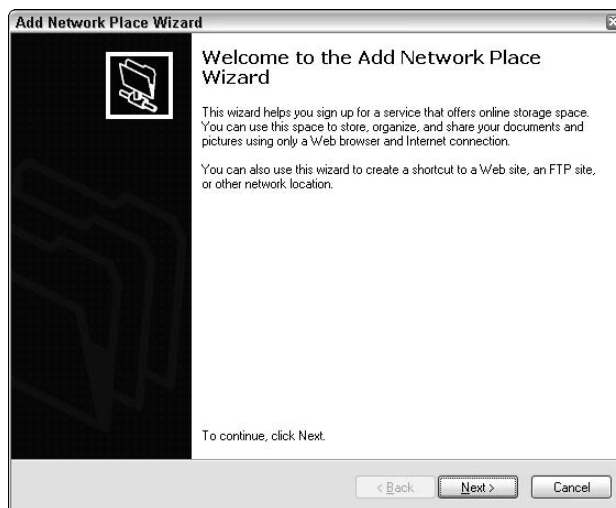 Add Network Place Wizard
Welcome to the Add Network Place
Wizard
This wizard helps you sign up for a service that offers online storage space.
You can use this space to store, organize, and share your documents and
pictures using only a Web browser and Internet connection.
You can also use this wizard to create a shortcut to a Web site, an FTP site,
or other network location.
To continue, click Next.
< Back Next > Cancel